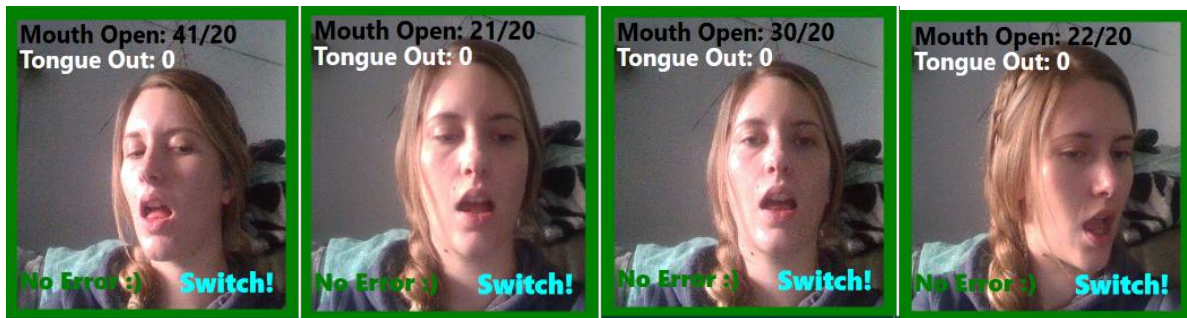 Mouth Open: 41/20
Tongue Out: 0
No Error :)
Switch!
Mouth Open: 21/20
Tongue Out: 0
No Error :)
Switch!
Mouth Open: 30/20
Tongue Out: 0
No Error :)
Switch!
Mouth Open: 22/20
Tongue Out: 0
No Error :)
Switch!